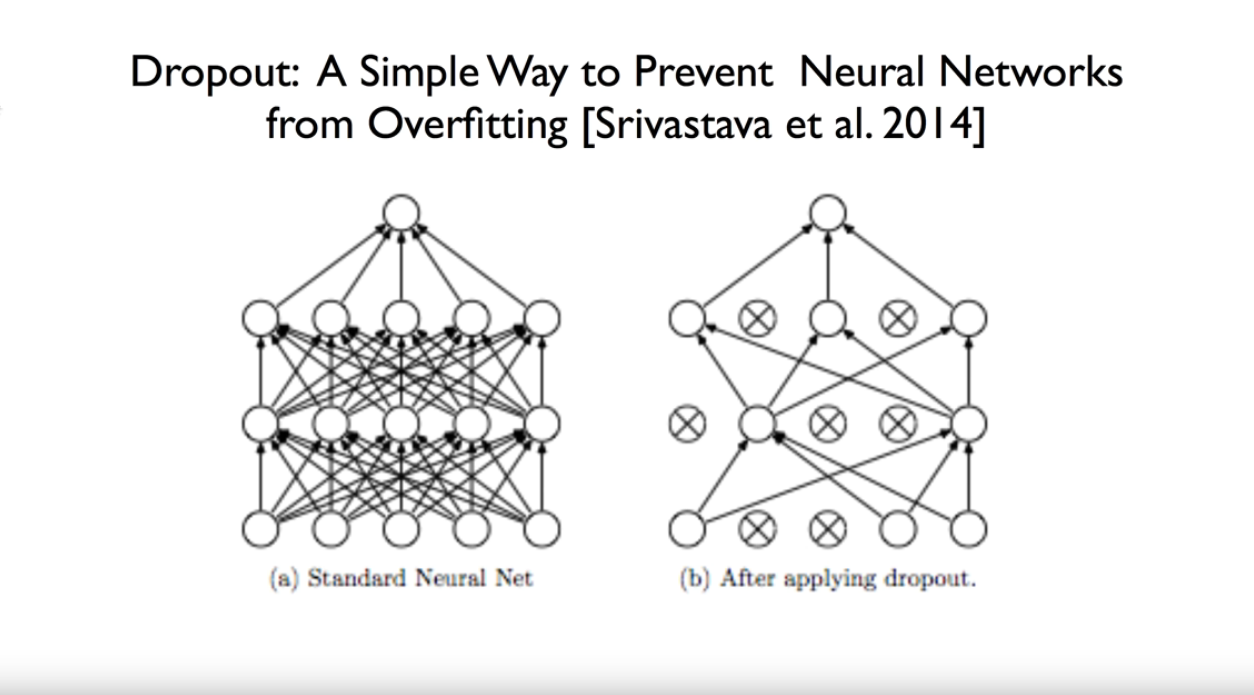 Dropout: A Simple Way to Prevent Neural Networks
from Overfitting [Srivastava et al. 2014]
(a) Standard Neural Net
(b) After applying dropout.